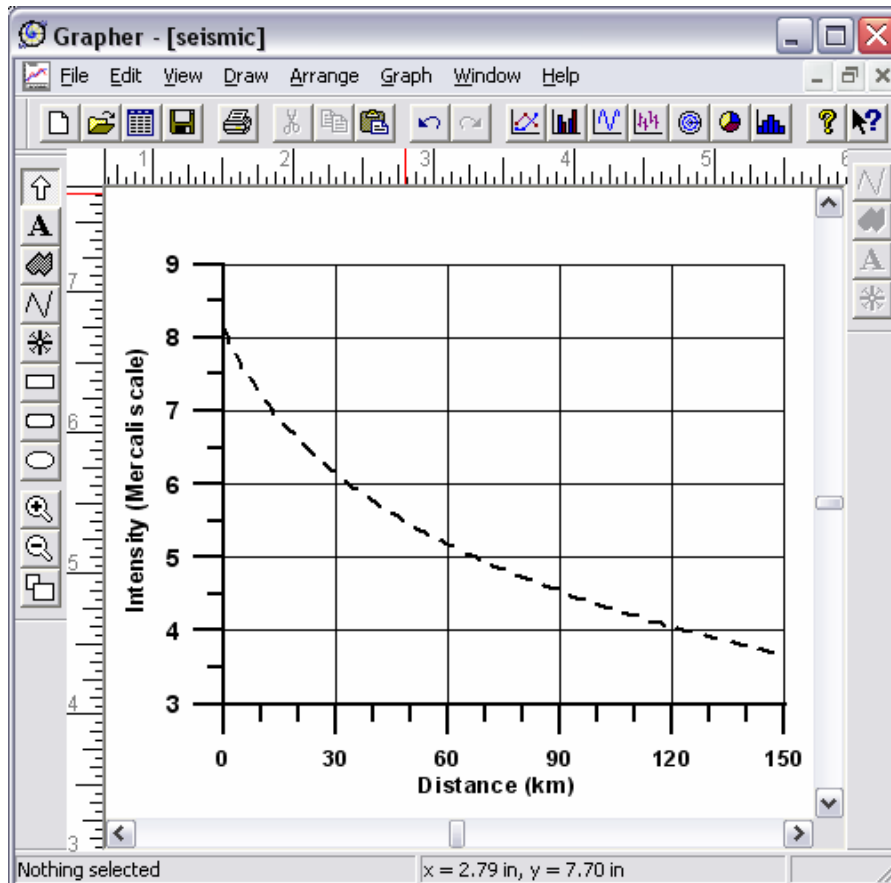 Grapher - [seismic]
File Edit View Draw Arrange Graph Window Help
A
?
?
1 2 3 4 5 6
7
6
5
4
3
A
9
8
7
6
5
4
3
Intensity (Mercali scale)
0 30 60 90 120 150
Distance (km)
Nothing selected
x = 2.79 in, y = 7.70 in